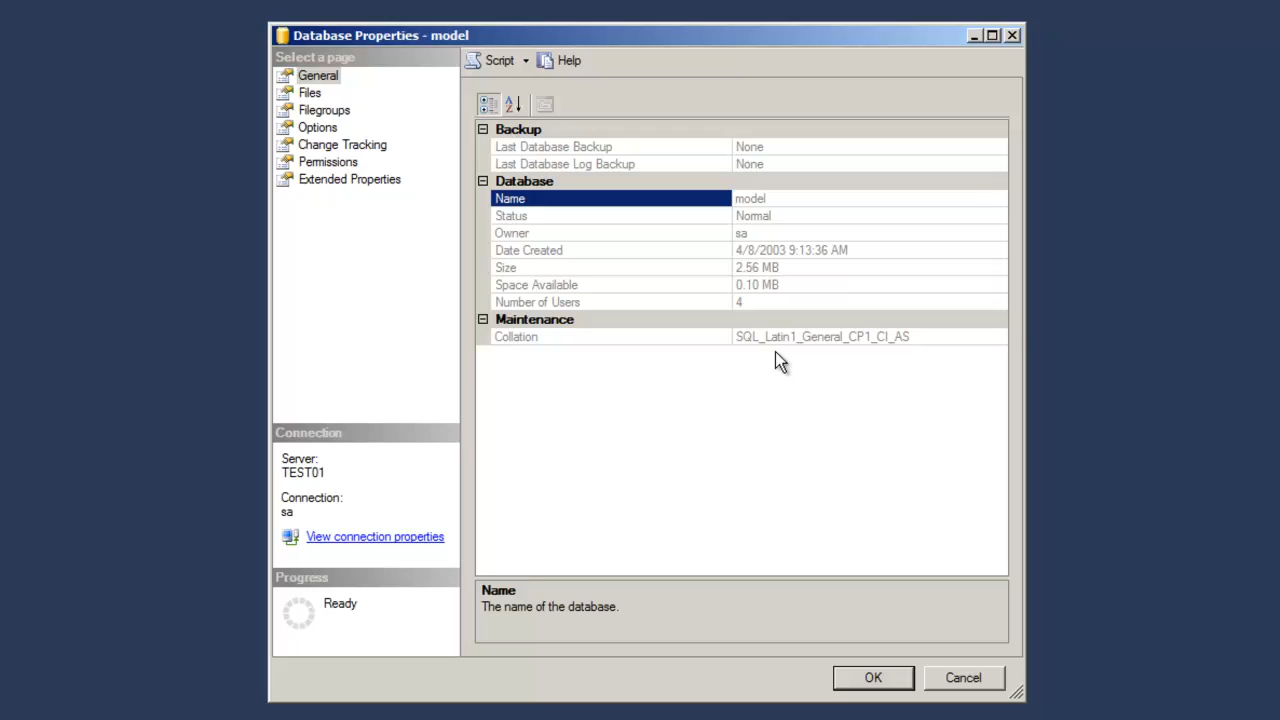 Database Properties - model
Select a page
General
Files
Filegroups
Options
Change Tracking
Permissions
Extended Properties
Connection
Server:
TEST01
Connection:
sa
View connection properties
Progress
Ready
Script Help
Backup
Last Database Backup None
Last Database Log Backup None
Database
Name model
Status Normal
Owner sa
Date Created 4/8/2003 9:13:36 AM
Size 2.56 MB
Space Available 0.10 MB
Number of Users 4
Maintenance
Collation SQL_Latin1_General_CP1_CI_AS
Name
The name of the database.
OK Cancel